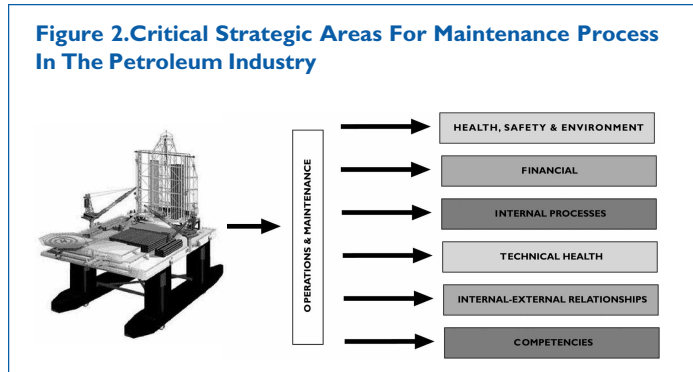 Figure 2.Critical Strategic Areas For Maintenance Process
In The Petroleum Industry
OPERATIONS & MAINTENANCE
HEALTH, SAFETY & ENVIRONMENT
FINANCIAL
INTERNAL PROCESSES
TECHNICAL HEALTH
INTERNAL-EXTERNAL RELATIONSHIPS
COMPETENCIES